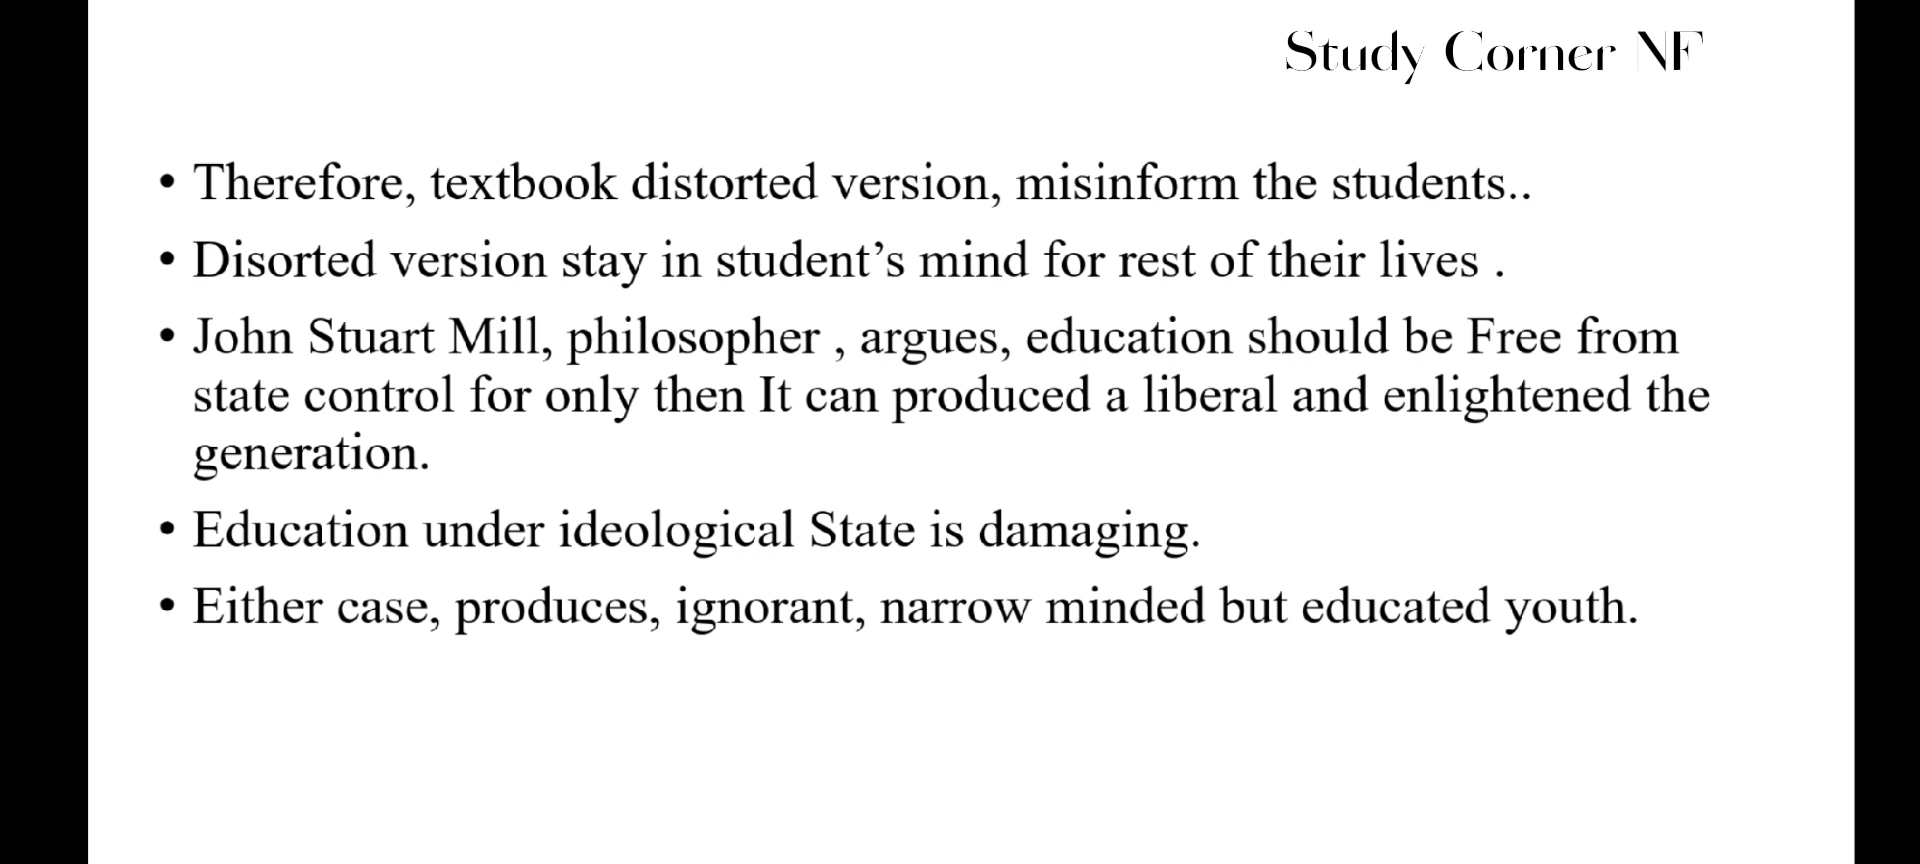 Study Corner NF
• Therefore, textbook distorted version, misinform the students..
• Disorted version stay in student’s mind for rest of their lives .
• John Stuart Mill, philosopher , argues, education should be Free from
state control for only then It can produced a liberal and enlightened the
generation.
• Education under ideological State is damaging.
• Either case, produces, ignorant, narrow minded but educated youth.